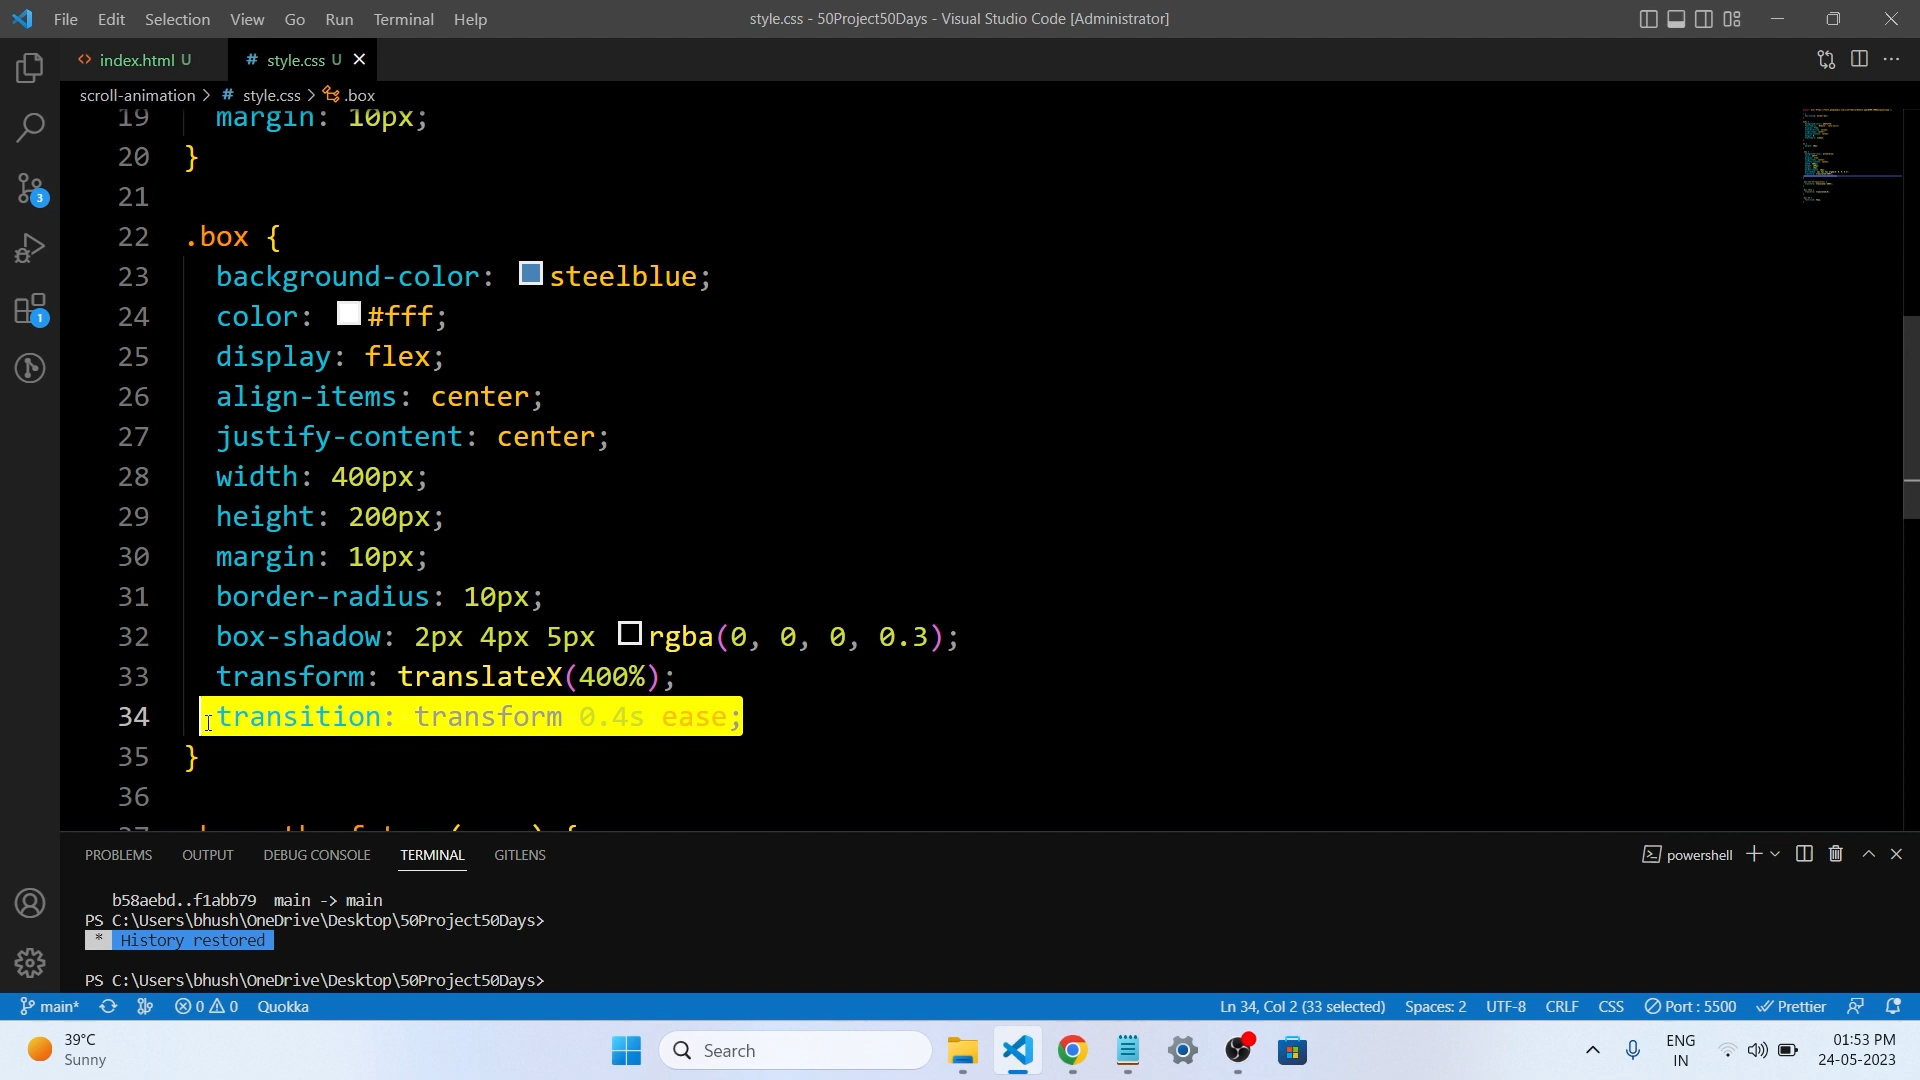 File Edit Selection View Go Run Terminal Help
style.css - 50Project50Days - Visual Studio Code [Administrator]
index.html U
# style.css U
scroll-animation > # style.css > .box
19 margin: 10px;
20 }
21
22 .box {
23 background-color: steelblue;
24 color: #fff;
25 display: flex;
26 align-items: center;
27 justify-content: center;
28 width: 400px;
29 height: 200px;
30 margin: 10px;
31 border-radius: 10px;
32 box-shadow: 2px 4px 5px rgba(0, 0, 0, 0.3);
33 transform: translateX(400%);
34 transition: transform 0.4s ease;
35 }
36
3
1
PROBLEMS OUTPUT DEBUG CONSOLE TERMINAL GITLENS
powershell
b58aebd..f1abb79 main -> main
PS C:\Users\bhush\OneDrive\Desktop\50Project50Days>
* History restored
PS C:\Users\bhush\OneDrive\Desktop\50Project50Days>
main* 0 0 Quokka
Ln 34, Col 2 (33 selected) Spaces: 2 UTF-8 CRLF CSS Port : 5500 Prettier
39°C
Sunny
Search
ENG
IN
01:53 PM
24-05-2023